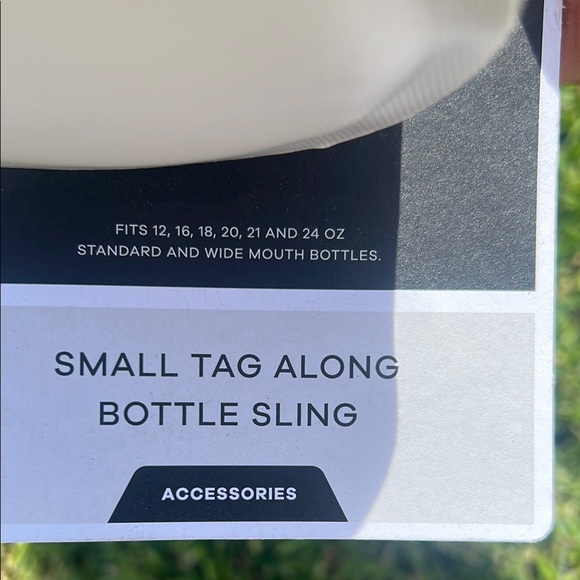 FITS 12, 16, 18, 20, 21 AND 24 OZ
STANDARD AND WIDE MOUTH BOTTLES.
SMALL TAG ALONG
BOTTLE SLING
ACCESSORIES